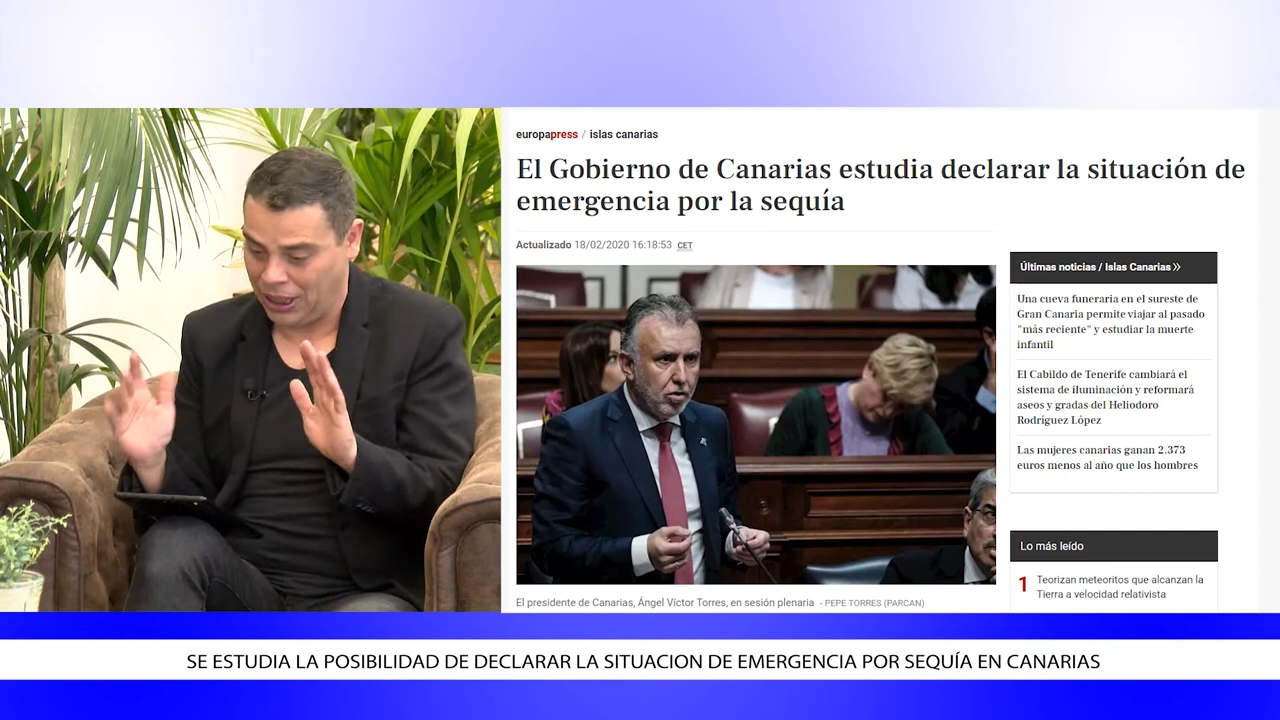 europapress / islas canarias
El Gobierno de Canarias estudia declarar la situación de
emergencia por la sequía
Actualizado 18/02/2020 16:18:53 CET
El presidente de Canarias, Ángel Víctor Torres, en sesión plenaria - PEPE TORRES (PARCAN)
Últimas noticias / Islas Canarias »
Una cueva funeraria en el sureste de
Gran Canaria permite viajar al pasado
"más reciente" y estudiar la muerte
infantil
El Cabildo de Tenerife cambiará el
sistema de iluminación y reformará
aseos y gradas del Heliodoro
Rodríguez López
Las mujeres canarias ganan 2.373
euros menos al año que los hombres
Lo más leído
1 Teorizan meteoritos que alcanzan la
Tierra a velocidad relativista
SE ESTUDIA LA POSIBILIDAD DE DECLARAR LA SITUACION DE EMERGENCIA POR SEQUÍA EN CANARIAS